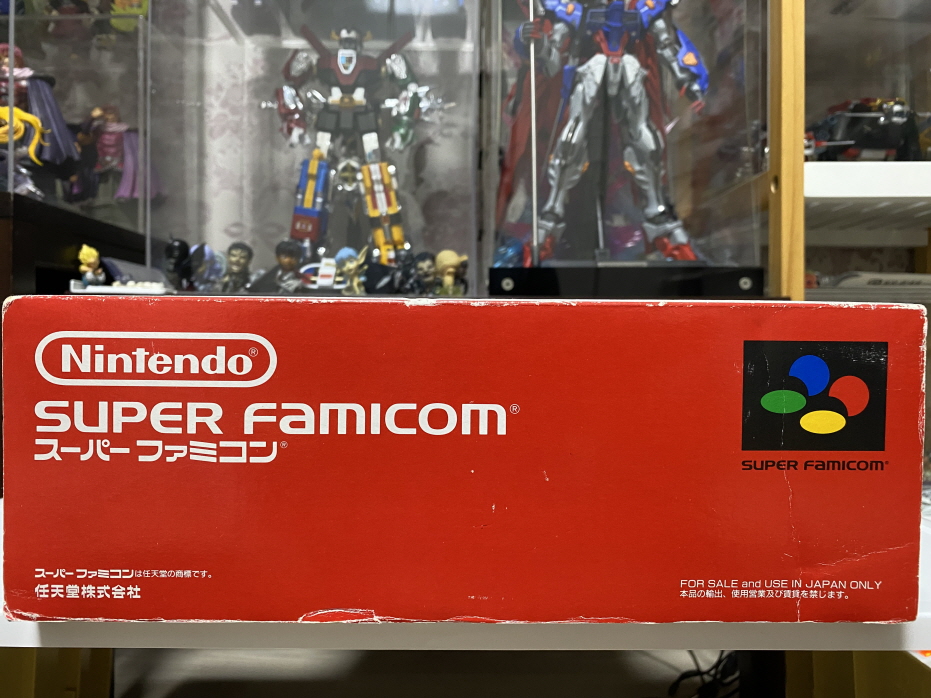 Nintendo®
SUPER FAMICOM®
スーパーファミコン®
SUPER FAMICOM®
スーパーファミコンは任天堂の商標です。
任天堂株式会社
FOR SALE and USE IN JAPAN ONLY
本品の輸出、使用営業及び賃貸を禁じます。